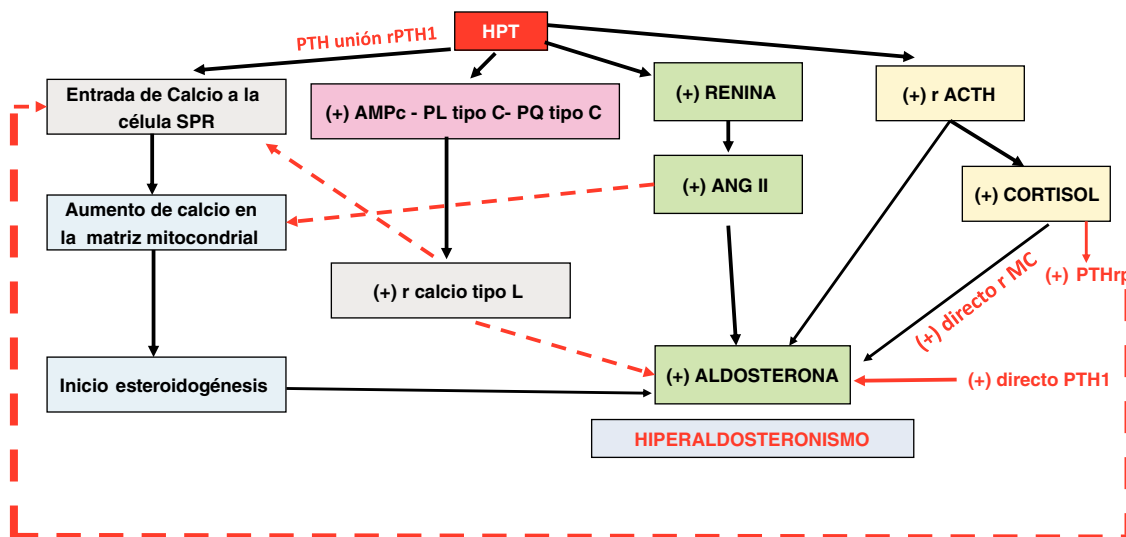 HPT
PTH unión rPTH1
Entrada de Calcio a la
célula SPR
(+) AMPc - PL tipo C- PQ tipo C
(+) RENINA
(+) r ACTH
Aumento de calcio en
la matriz mitocondrial
(+) ANG II
(+) CORTISOL
(+) r calcio tipo L
(+) directo r MC
(+) PTHrp
Inicio esteroidogénesis
(+) ALDOSTERONA
(+) directo PTH1
HIPERALDOSTERONISMO